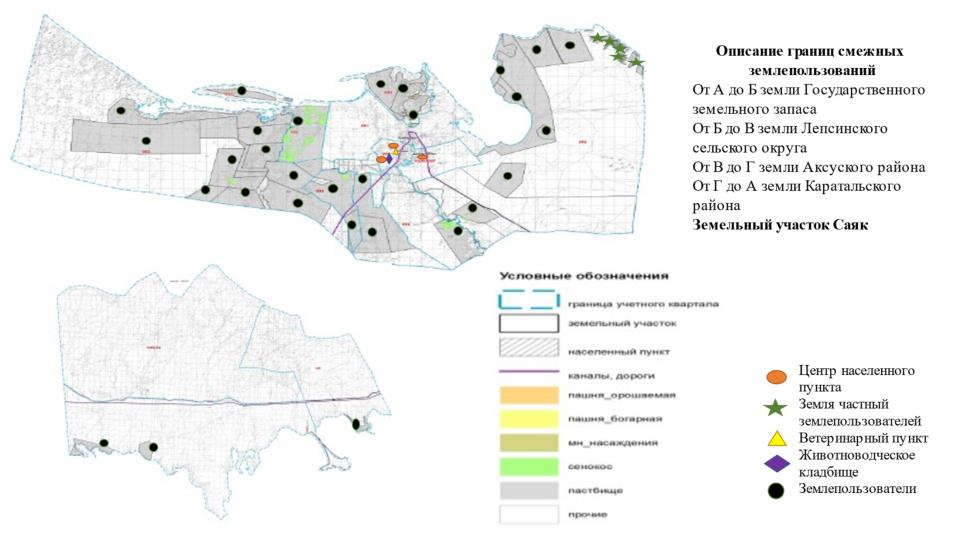 Описание границ смежных
землепользований
От А до Б земли Государственного
земельного запаса
От Б до В земли Лепсинского
сельского округа
От В до Г земли Аксуского района
От Г до А земли Каратальского
района
Земельный участок Саяк
Условные обозначения
граница учетного квартала
земельный участок
населенный пункт
каналы, дороги
пашня_орошаемая
пашня_богарная
мн_насаждения
сенокос
пастбище
прочие
Центр населенного
пункта
Земля частный
землепользователей
Ветеринарный пункт
Животноводческое
кладбище
Землепользователи